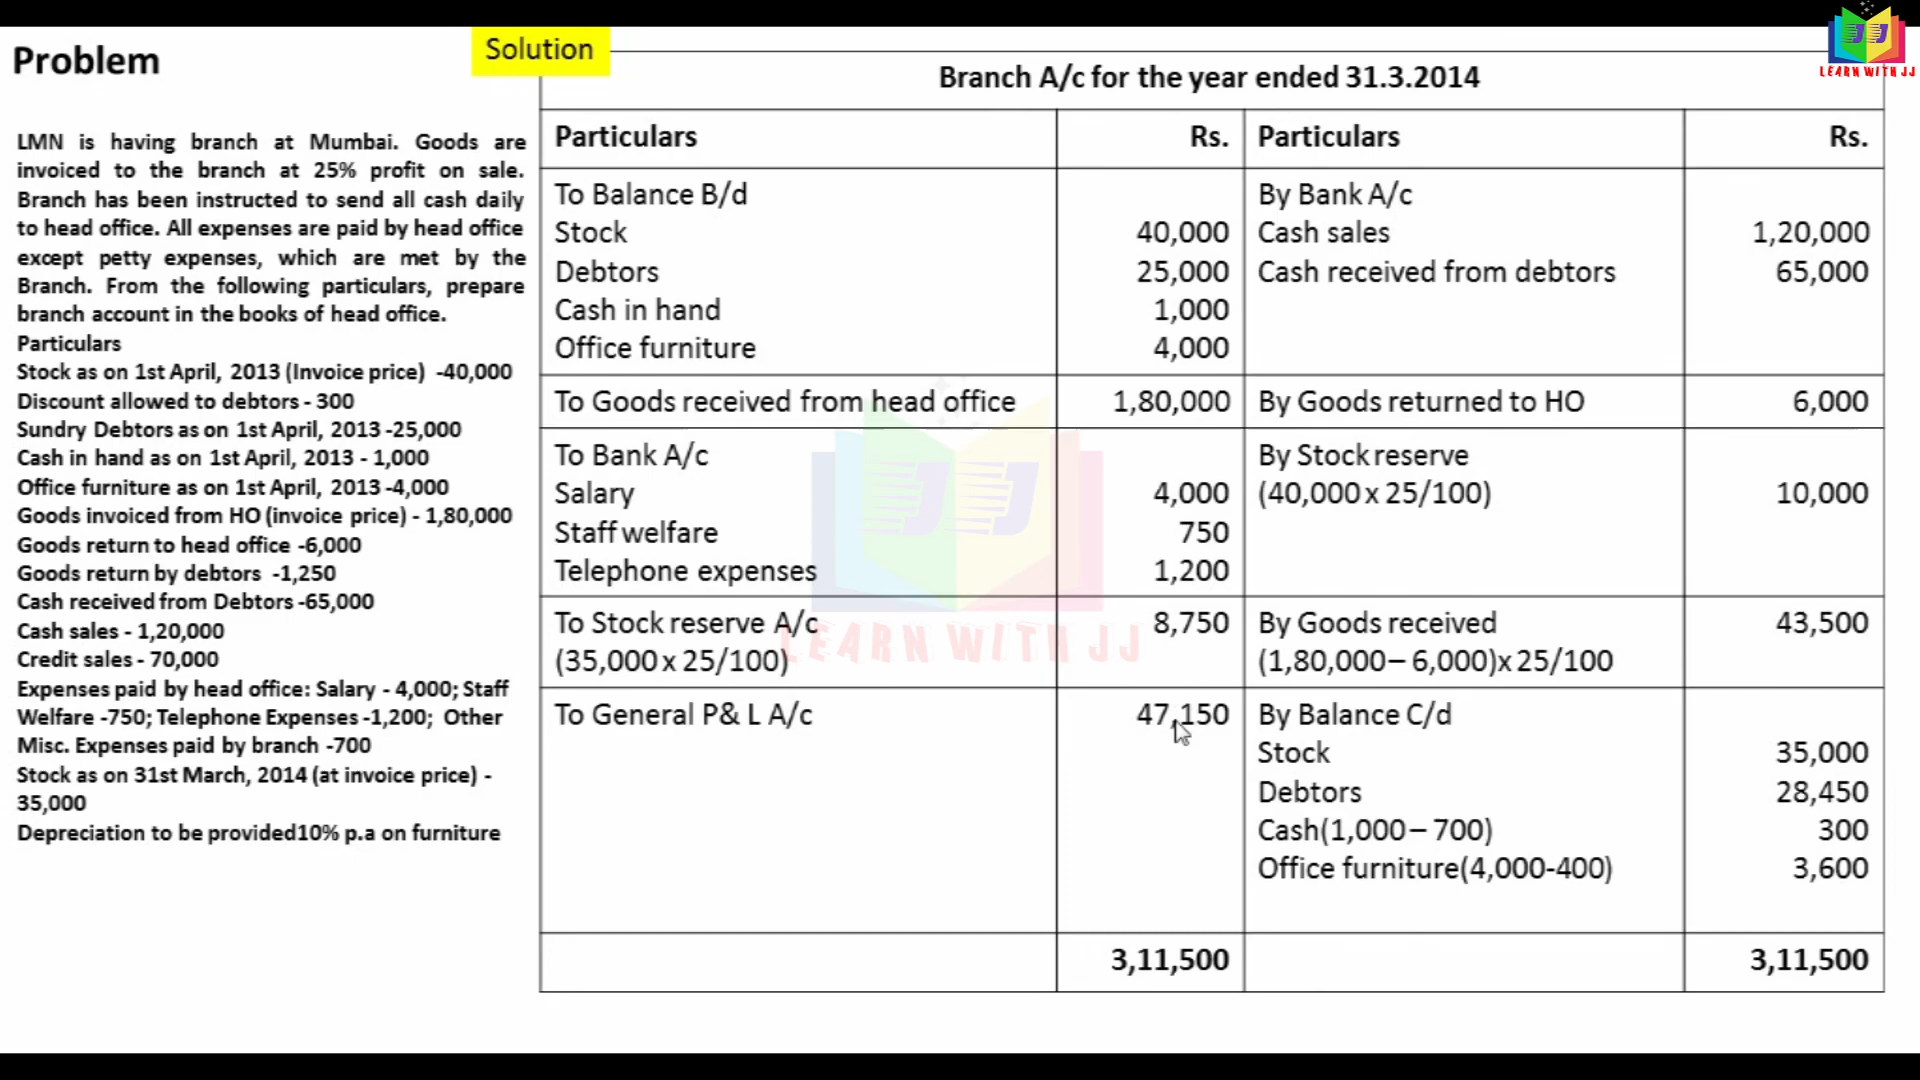 Problem
LMN is having branch at Mumbai. Goods are
invoiced to the branch at 25% profit on sale.
Branch has been instructed to send all cash daily
to head office. All expenses are paid by head office
except petty expenses, which are met by the
Branch. From the following particulars, prepare
branch account in the books of head office.
Particulars
Stock as on 1st April, 2013 (Invoice price) -40,000
Discount allowed to debtors - 300
Sundry Debtors as on 1st April, 2013 -25,000
Cash in hand as on 1st April, 2013 - 1,000
Office furniture as on 1st April, 2013 -4,000
Goods invoiced from HO (invoice price) - 1,80,000
Goods return to head office -6,000
Goods return by debtors -1,250
Cash received from Debtors -65,000
Cash sales - 1,20,000
Credit sales - 70,000
Expenses paid by head office: Salary - 4,000; Staff
Welfare -750; Telephone Expenses -1,200; Other
Misc. Expenses paid by branch -700
Stock as on 31st March, 2014 (at invoice price) -
35,000
Depreciation to be provided10% p.a on furniture
Solution
Branch A/c for the year ended 31.3.2014
Particulars Rs. Particulars Rs.
To Balance B/d By Bank A/c
Stock 40,000 Cash sales 1,20,000
Debtors 25,000 Cash received from debtors 65,000
Cash in hand 1,000
Office furniture 4,000
To Goods received from head office 1,80,000 By Goods returned to HO 6,000
To Bank A/c By Stock reserve
Salary 4,000 (40,000 x 25/100) 10,000
Staff welfare 750
Telephone expenses 1,200
To Stock reserve A/c 8,750 By Goods received 43,500
(35,000 x 25/100) (1,80,000 – 6,000)x 25/100
To General P& L A/c 47,150 By Balance C/d
Stock 35,000
Debtors 28,450
Cash(1,000 – 700) 300
Office furniture(4,000-400) 3,600
3,11,500 3,11,500
JJ
LEARN WITH JJ
JJ
LEARN WITH JJ